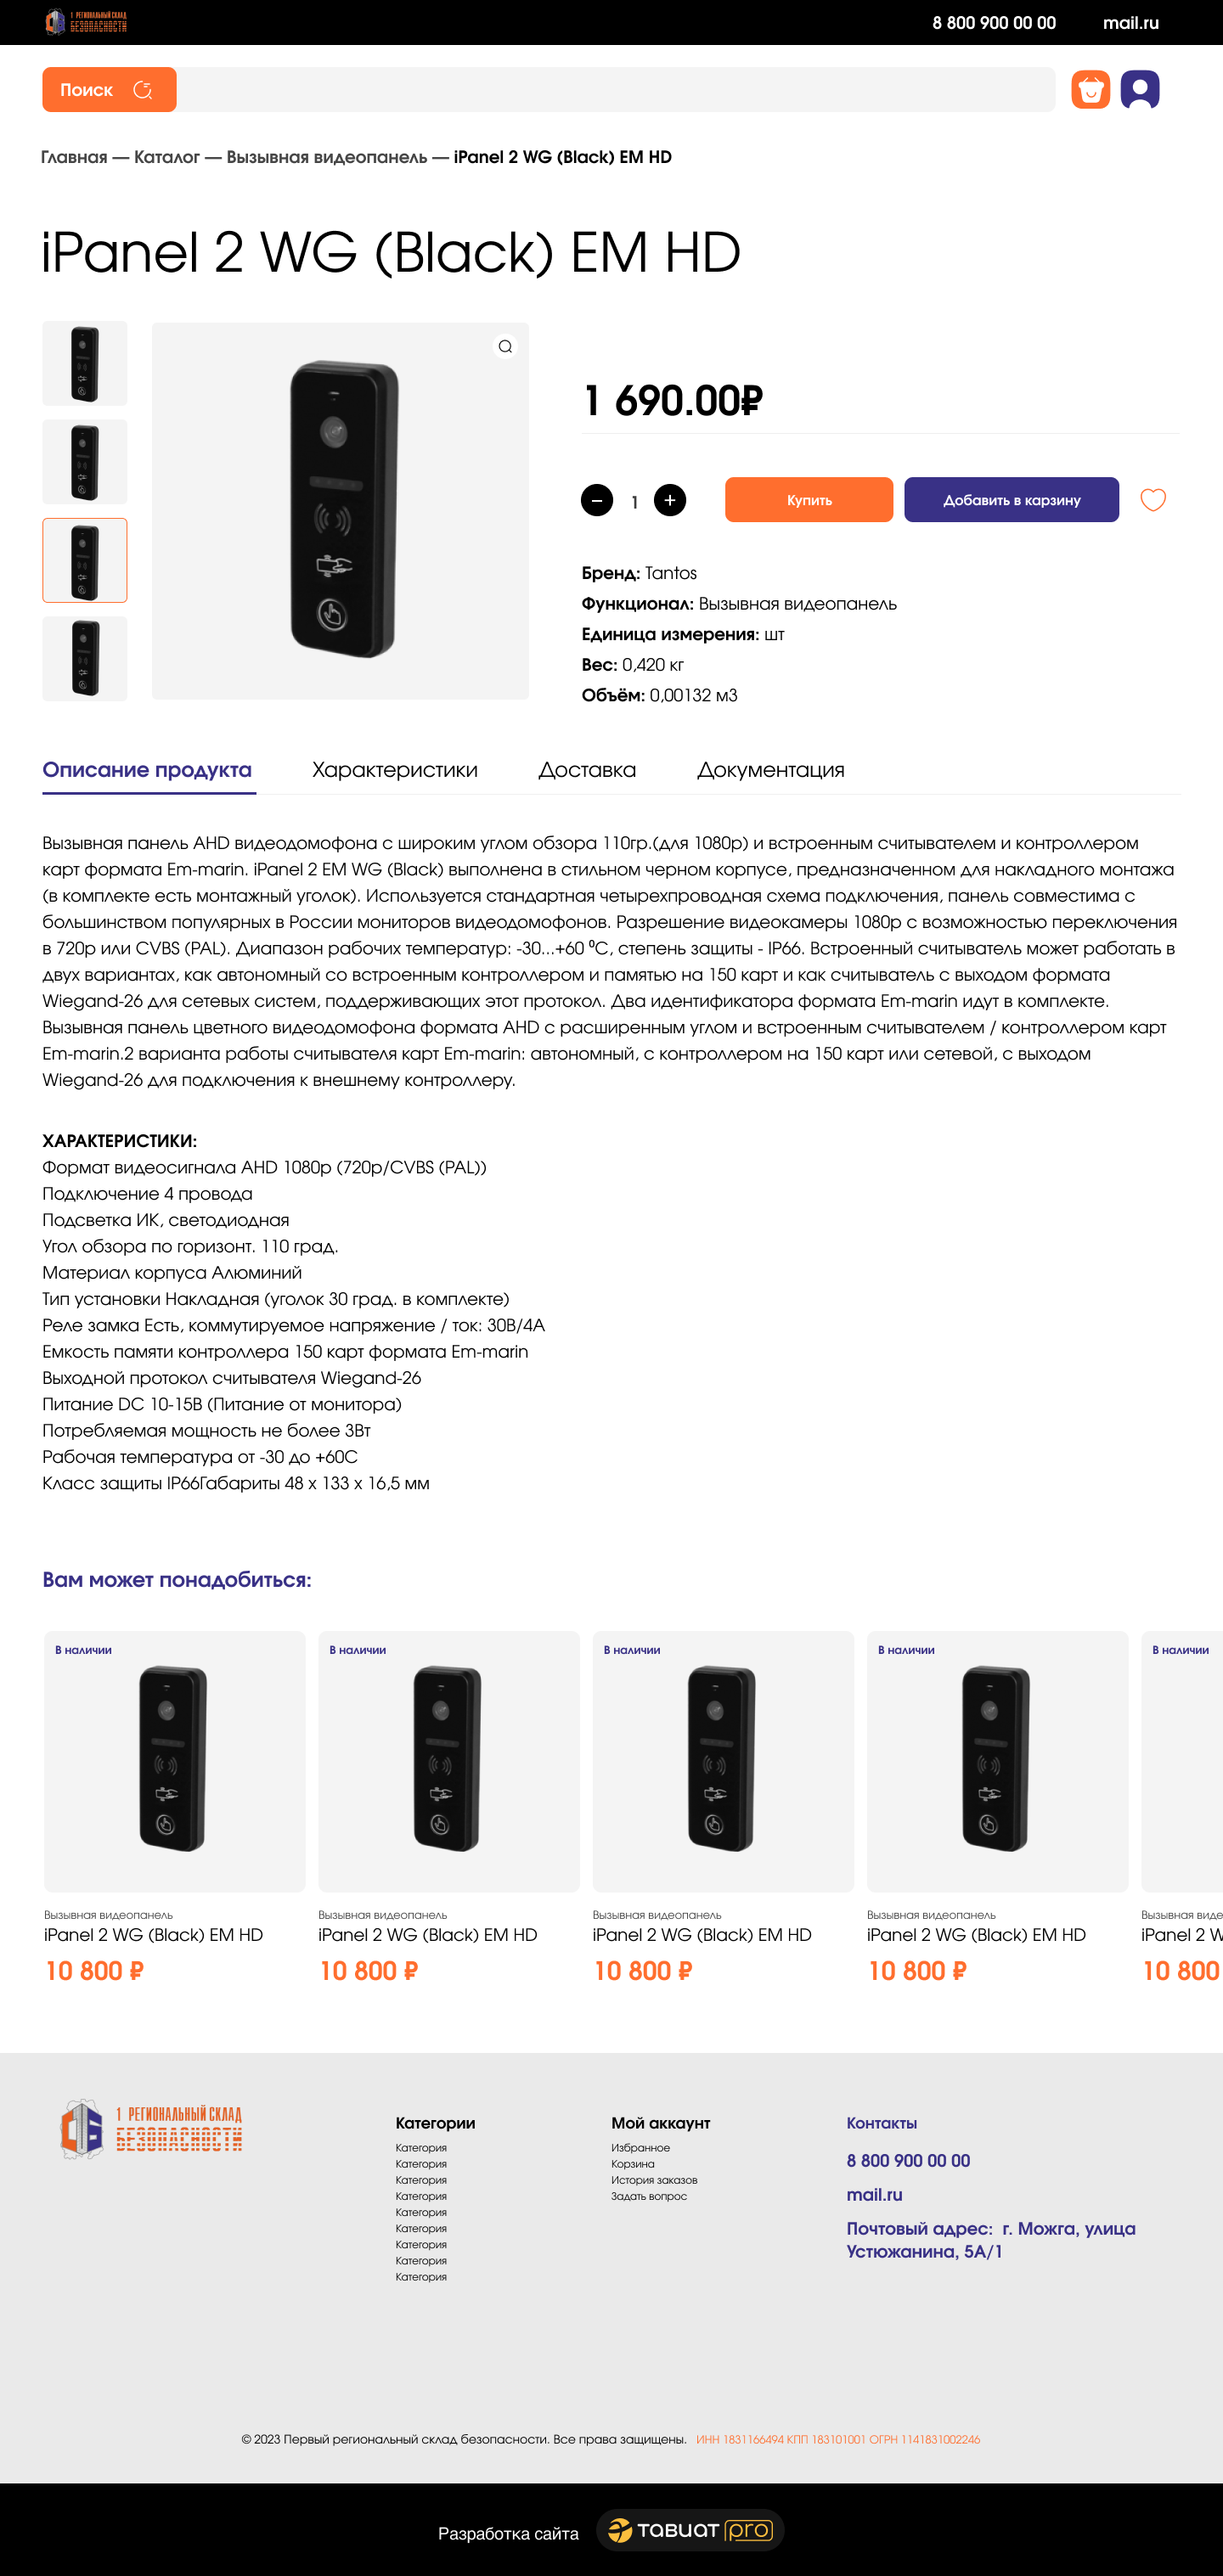 1 РЕГИОНАЛЬНЫЙ СКЛАД
БЕЗОПАСНОСТИ
8 800 900 00 00
mail.ru
Поиск
Главная — Каталог — Вызывная видеопанель — iPanel 2 WG (Black) EM HD
iPanel 2 WG (Black) EM HD
1 690.00₽
– 1 +
Купить
Добавить в корзину
Бренд: Tantos
Функционал: Вызывная видеопанель
Единица измерения: шт
Вес: 0,420 кг
Объём: 0,00132 м3
Описание продукта
Характеристики
Доставка
Документация
Вызывная панель AHD видеодомофона с широким углом обзора 110гр.(для 1080p) и встроенным считывателем и контроллером
карт формата Em-marin. iPanel 2 EM WG (Black) выполнена в стильном черном корпусе, предназначенном для накладного монтажа
(в комплекте есть монтажный уголок). Используется стандартная четырехпроводная схема подключения, панель совместима с
большинством популярных в России мониторов видеодомофонов. Разрешение видеокамеры 1080p с возможностью переключения
в 720p или CVBS (PAL). Диапазон рабочих температур: -30...+60 ⁰С, степень защиты - IP66. Встроенный считыватель может работать в
двух вариантах, как автономный со встроенным контроллером и памятью на 150 карт и как считыватель с выходом формата
Wiegand-26 для сетевых систем, поддерживающих этот протокол. Два идентификатора формата Em-marin идут в комплекте.
Вызывная панель цветного видеодомофона формата AHD с расширенным углом и встроенным считывателем / контроллером карт
Em-marin.2 варианта работы считывателя карт Em-marin: автономный, с контроллером на 150 карт или сетевой, с выходом
Wiegand-26 для подключения к внешнему контроллеру.
ХАРАКТЕРИСТИКИ:
Формат видеосигнала AHD 1080p (720p/CVBS (PAL))
Подключение 4 провода
Подсветка ИК, светодиодная
Угол обзора по горизонт. 110 град.
Материал корпуса Алюминий
Тип установки Накладная (уголок 30 град. в комплекте)
Реле замка Есть, коммутируемое напряжение / ток: 30В/4А
Емкость памяти контроллера 150 карт формата Em-marin
Выходной протокол считывателя Wiegand-26
Питание DC 10-15В (Питание от монитора)
Потребляемая мощность не более 3Вт
Рабочая температура от -30 до +60С
Класс защиты IP66Габариты 48 х 133 х 16,5 мм
Вам может понадобиться:
В наличии
Вызывная видеопанель
iPanel 2 WG (Black) EM HD
10 800 ₽
В наличии
Вызывная видеопанель
iPanel 2 WG (Black) EM HD
10 800 ₽
В наличии
Вызывная видеопанель
iPanel 2 WG (Black) EM HD
10 800 ₽
В наличии
Вызывная видеопанель
iPanel 2 WG (Black) EM HD
10 800 ₽
В наличии
Вызывная виде
iPanel 2 W
10 800
1 РЕГИОНАЛЬНЫЙ СКЛАД
БЕЗОПАСНОСТИ
Категории
Категория
Категория
Категория
Категория
Категория
Категория
Категория
Категория
Категория
Мой аккаунт
Избранное
Корзина
История заказов
Задать вопрос
Контакты
8 800 900 00 00
mail.ru
Почтовый адрес: г. Можга, улица
Устюжанина, 5А/1
© 2023 Первый региональный склад безопасности. Все права защищены. ИНН 1831166494 КПП 183101001 ОГРН 1141831002246
Разработка сайта
тавиат pro